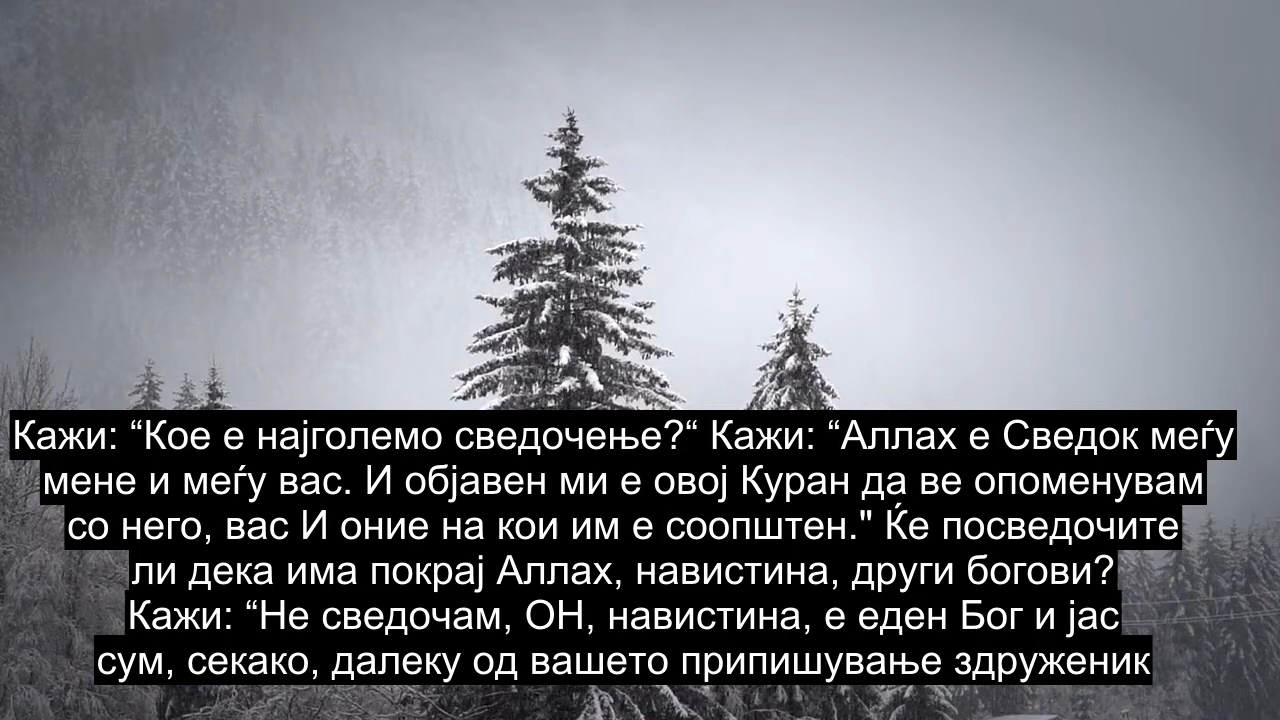 Кажи: “Кое е најголемо сведочење?“ Кажи: “Аллах е Сведок меѓу
мене и меѓу вас. И објавен ми е овој Куран да ве опоменувам
со него, вас И оние на кои им е соопштен." Ќе посведочите
ли дека има покрај Аллах, навистина, други богови?
Кажи: “Не сведочам, ОН, навистина, е еден Бог и јас
сум, секако, далеку од вашето припишување здруженик